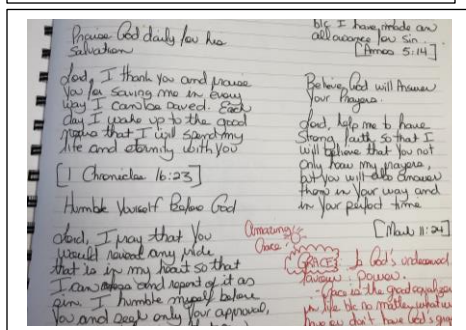 Praise God daily for his
Salvation
Lord, I thank you and praise
You for saving me in every
way I can be saved. Each
day I wake up to the good
news that I will spend my
life and eternity with you
[1 Chronicles 16:23]
Humble Yourself Before God
Lord, I pray that You
would reveal any pride
that is in my heart so that
I can and repent of it as
sin. I humble myself before
You and seek only Your approval,
b/c I have made an
allowance for sin.
[Amos 5:14]
Believe God will Answer
Your Prayers.
Lord, help me to have
Strong faith so that I
will believe that you not
only hear my prayers,
but you will also answer
them in Your way and
in Your perfect time
[Mark 11:24]
Amazing
Grace
GRACE is God's undeserved
favour power.
Grace is the good
in life b/c no matter what
you don't have God's